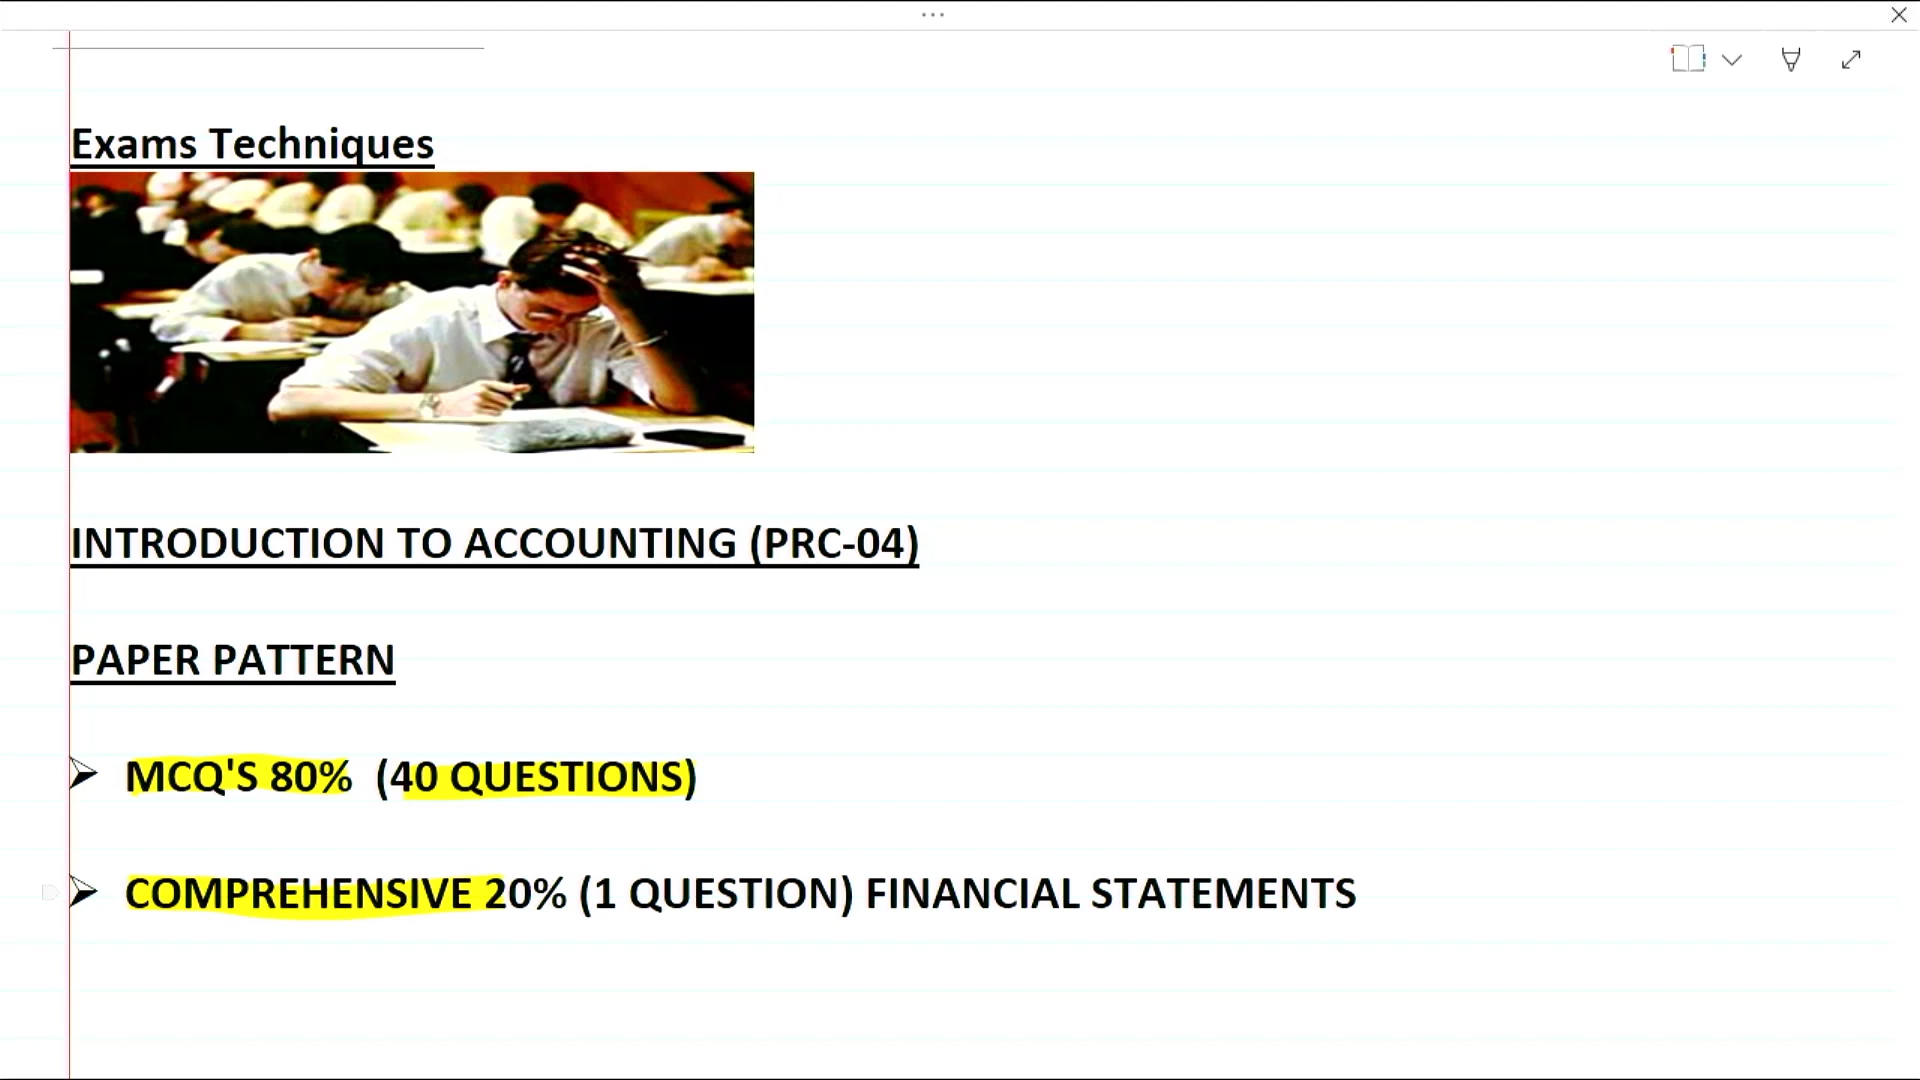 Exams Techniques
INTRODUCTION TO ACCOUNTING (PRC-04)
PAPER PATTERN
MCQ'S 80% (40 QUESTIONS)
COMPREHENSIVE 20% (1 QUESTION) FINANCIAL STATEMENTS